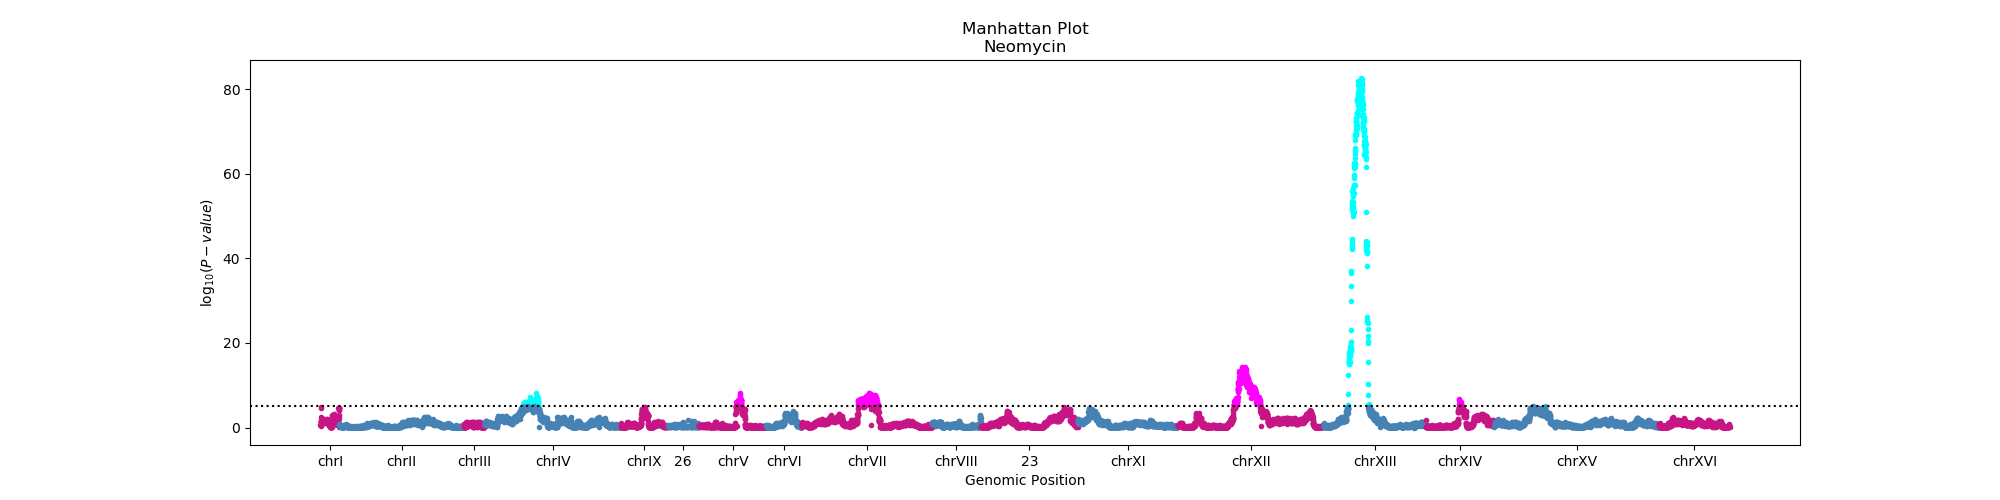 Manhattan Plot
Neomycin
80
60
40
20
0
log₁₀(P − value)
chrI chrII chrIII chrIV chrIX 26 chrV chrVI chrVII chrVIII 23 chrXI chrXII chrXIII chrXIV chrXV chrXVI
Genomic Position